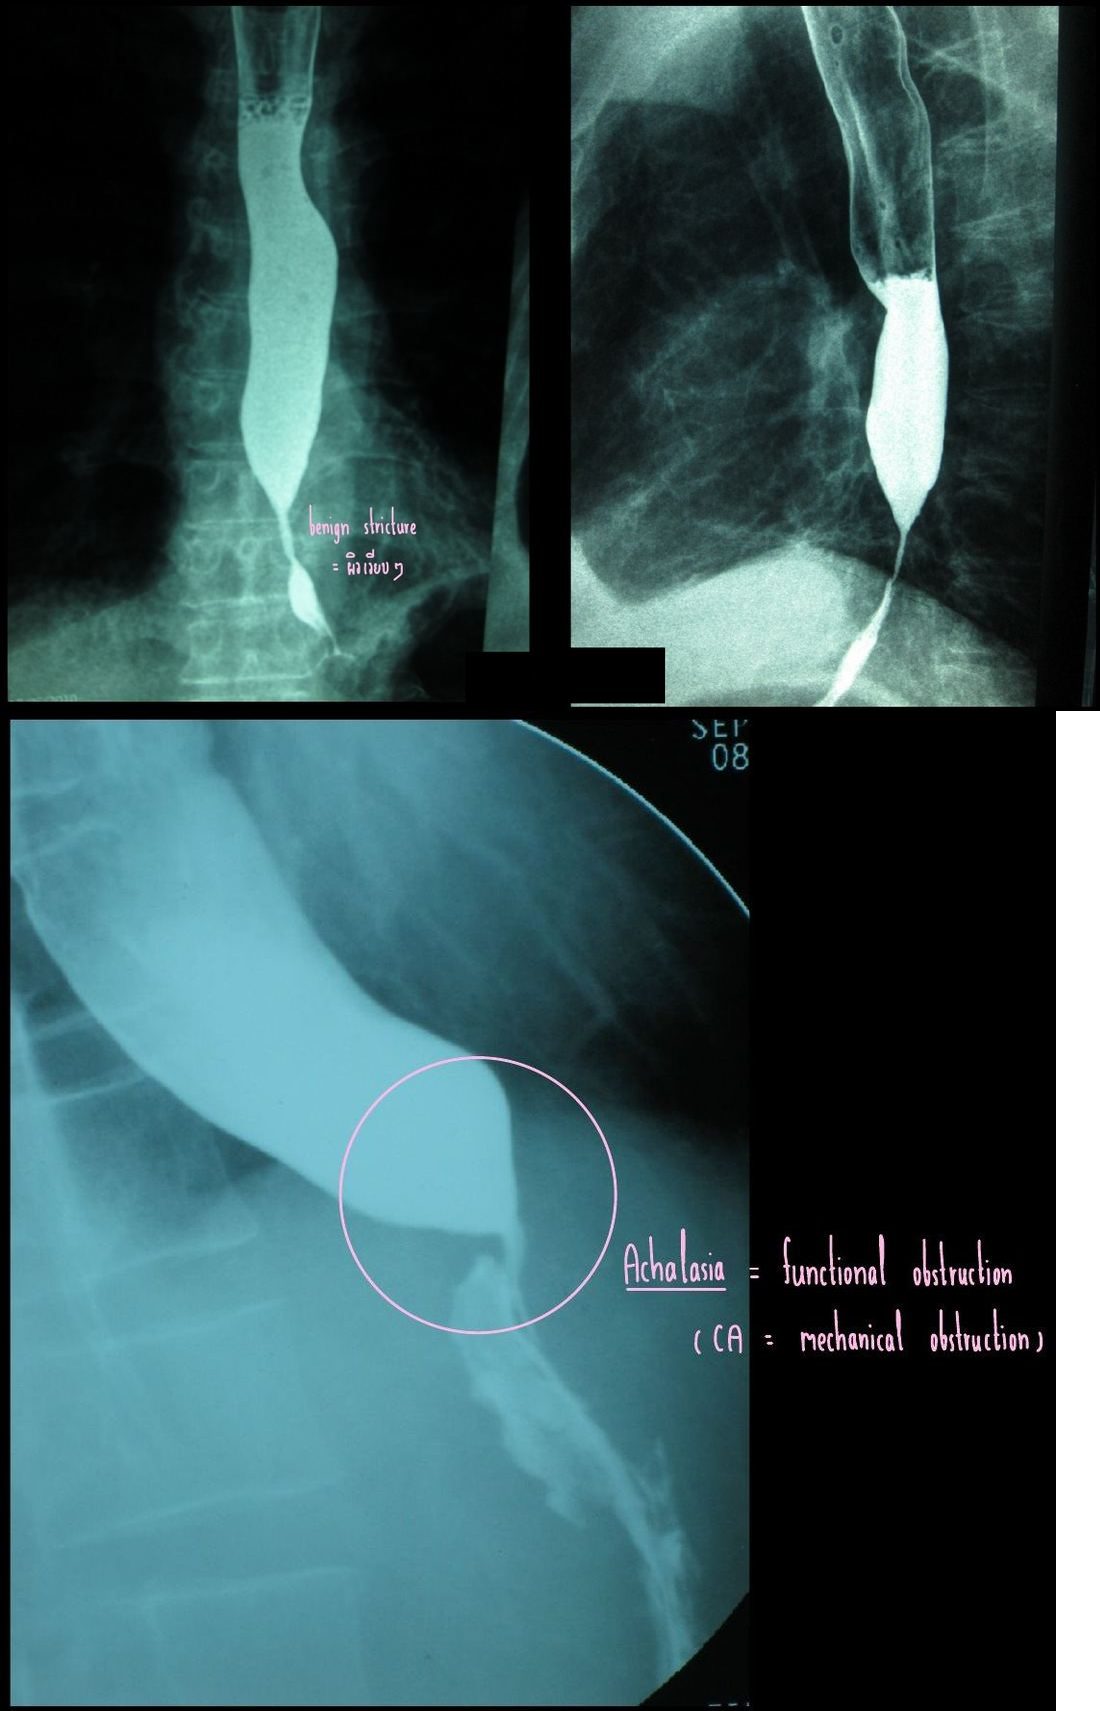 benign stricture
= ผิวเรียบๆ
SEP
08
Achalasia = functional obstruction
(CA = mechanical obstruction)